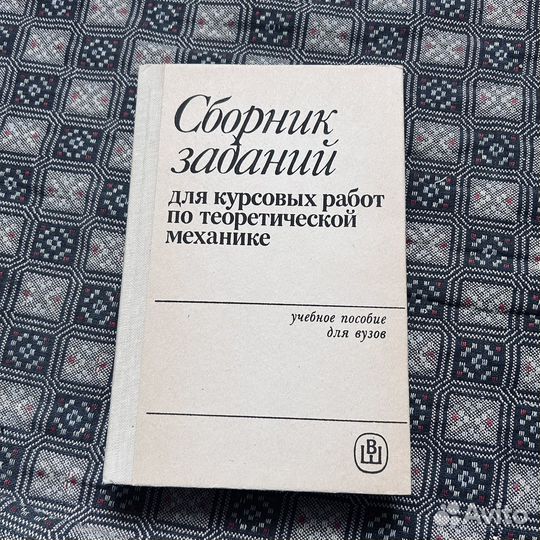 Сборник
заданий
для курсовых работ
по теоретической
механике
учебное пособие
для вузов
ВШ
Avito